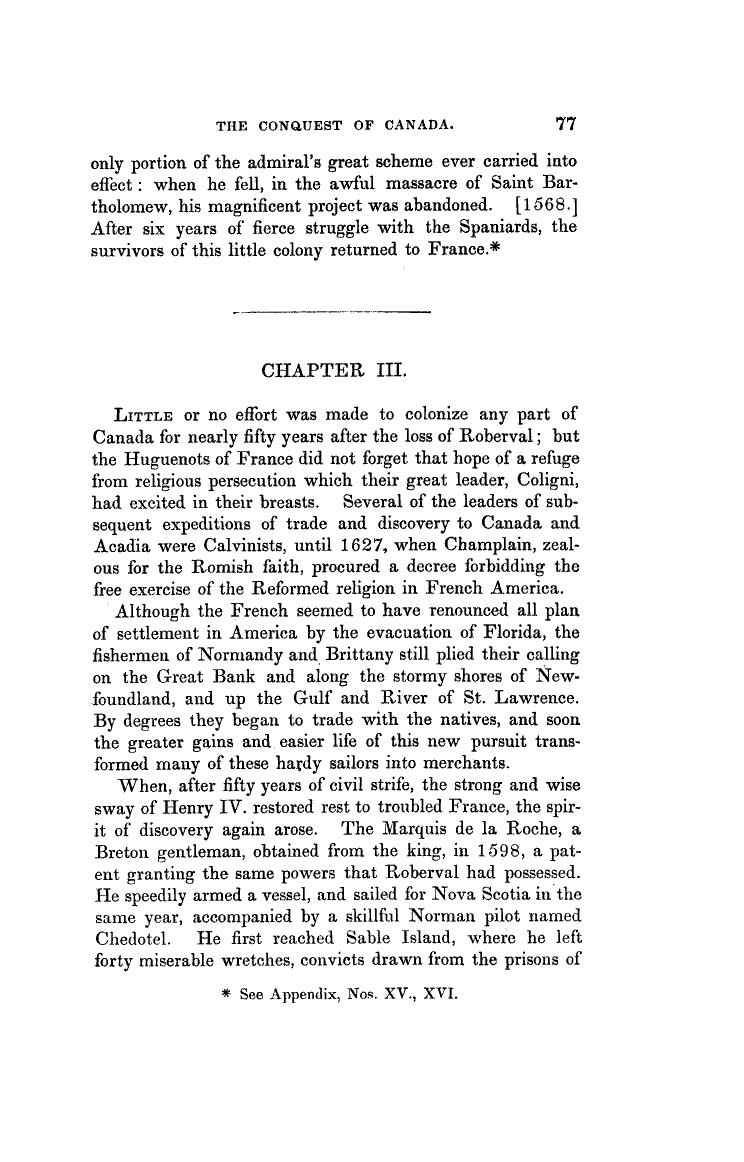 THE CONQUEST OF CANADA. 77
only portion of the admiral's great scheme ever carried into
effect : when he fell, in the awful massacre of Saint Bar-
tholomew, his magnificent project was abandoned. [1568.]
After six years of fierce struggle with the Spaniards, the
survivors of this little colony returned to France.*
CHAPTER III.
LITTLE or no effort was made to colonize any part of
Canada for nearly fifty years after the loss of Roberval; but
the Huguenots of France did not forget that hope of a refuge
from religious persecution which their great leader, Coligni,
had excited in their breasts. Several of the leaders of sub-
sequent expeditions of trade and discovery to Canada and
Acadia were Calvinists, until 1627, when Champlain, zeal-
ous for the Romish faith, procured a decree forbidding the
free exercise of the Reformed religion in French America.
Although the French seemed to have renounced all plan
of settlement in America by the evacuation of Florida, the
fishermen of Normandy and Brittany still plied their calling
on the Great Bank and along the stormy shores of New-
foundland, and up the Gulf and River of St. Lawrence.
By degrees they began to trade with the natives, and soon
the greater gains and easier life of this new pursuit trans-
formed many of these hardy sailors into merchants.
When, after fifty years of civil strife, the strong and wise
sway of Henry IV. restored rest to troubled France, the spir-
it of discovery again arose. The Marquis de la Roche, a
Breton gentleman, obtained from the king, in 1598, a pat-
ent granting the same powers that Roberval had possessed.
He speedily armed a vessel, and sailed for Nova Scotia in the
same year, accompanied by a skillful Norman pilot named
Chedotel. He first reached Sable Island, where he left
forty miserable wretches, convicts drawn from the prisons of
* See Appendix, Nos. XV., XVI.